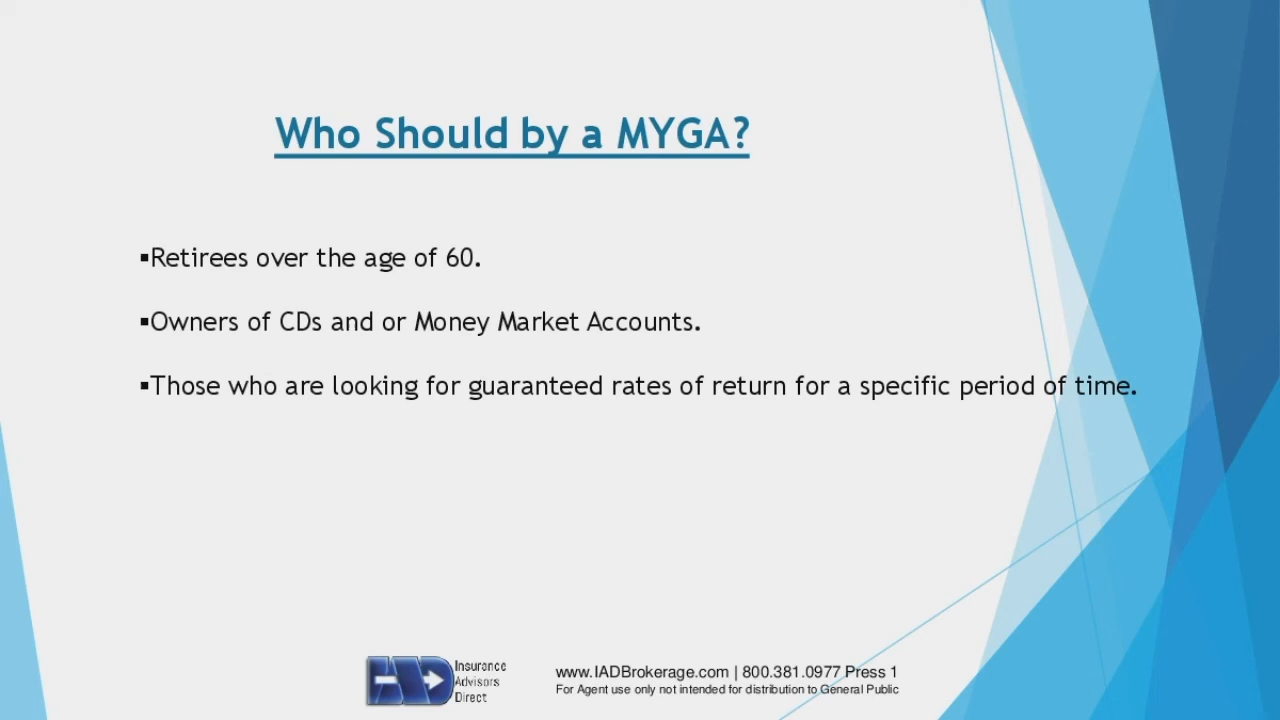 Who Should by a MYGA?
▪Retirees over the age of 60.
▪Owners of CDs and or Money Market Accounts.
▪Those who are looking for guaranteed rates of return for a specific period of time.
IAD
Insurance
Advisors
Direct
www.IADBrokerage.com | 800.381.0977 Press 1
For Agent use only not intended for distribution to General Public